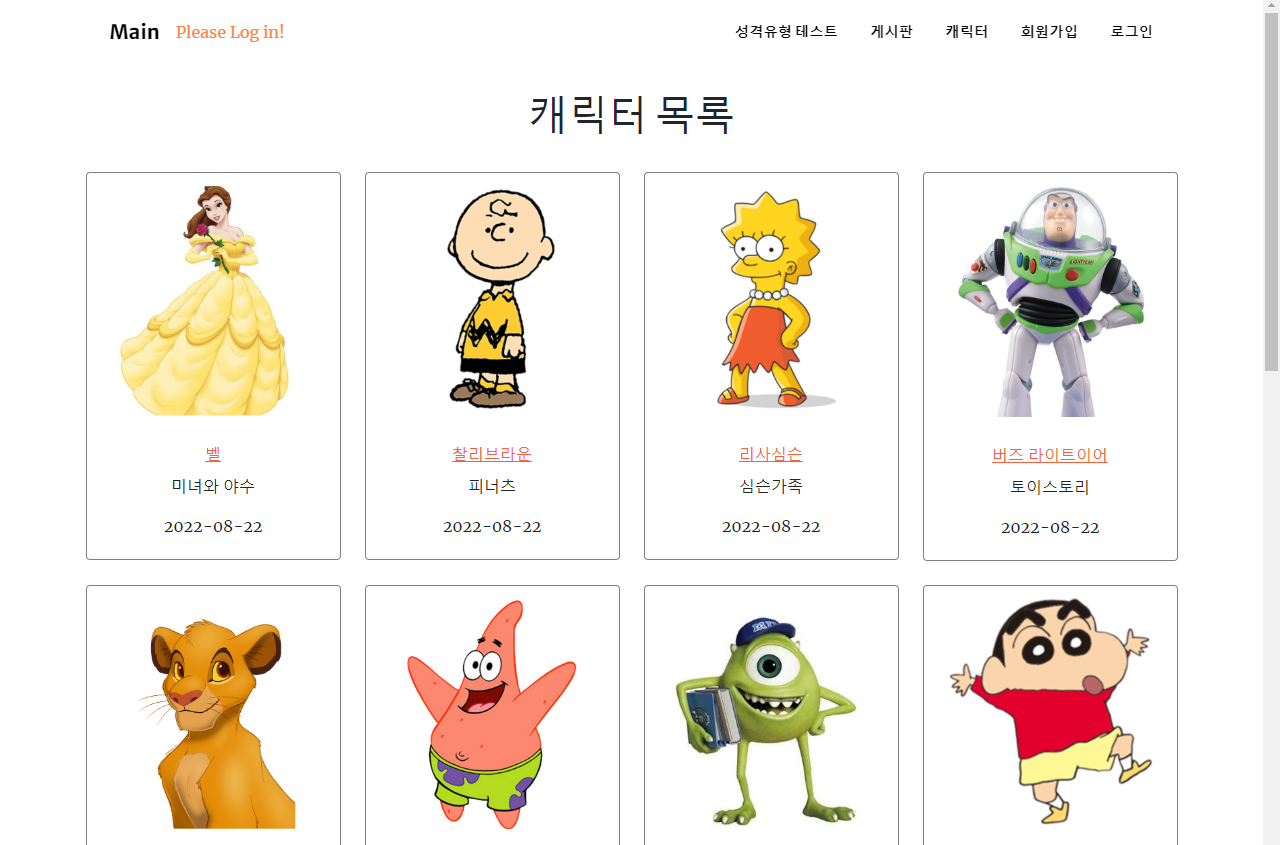 Main Please Log in! 성격유형 테스트 게시판 캐릭터 회원가입 로그인
캐릭터 목록
벨 찰리브라운 리사심슨 버즈 라이트이어
미녀와 야수 피너츠 심슨가족 토이스토리
2022-08-22 2022-08-22 2022-08-22 2022-08-22